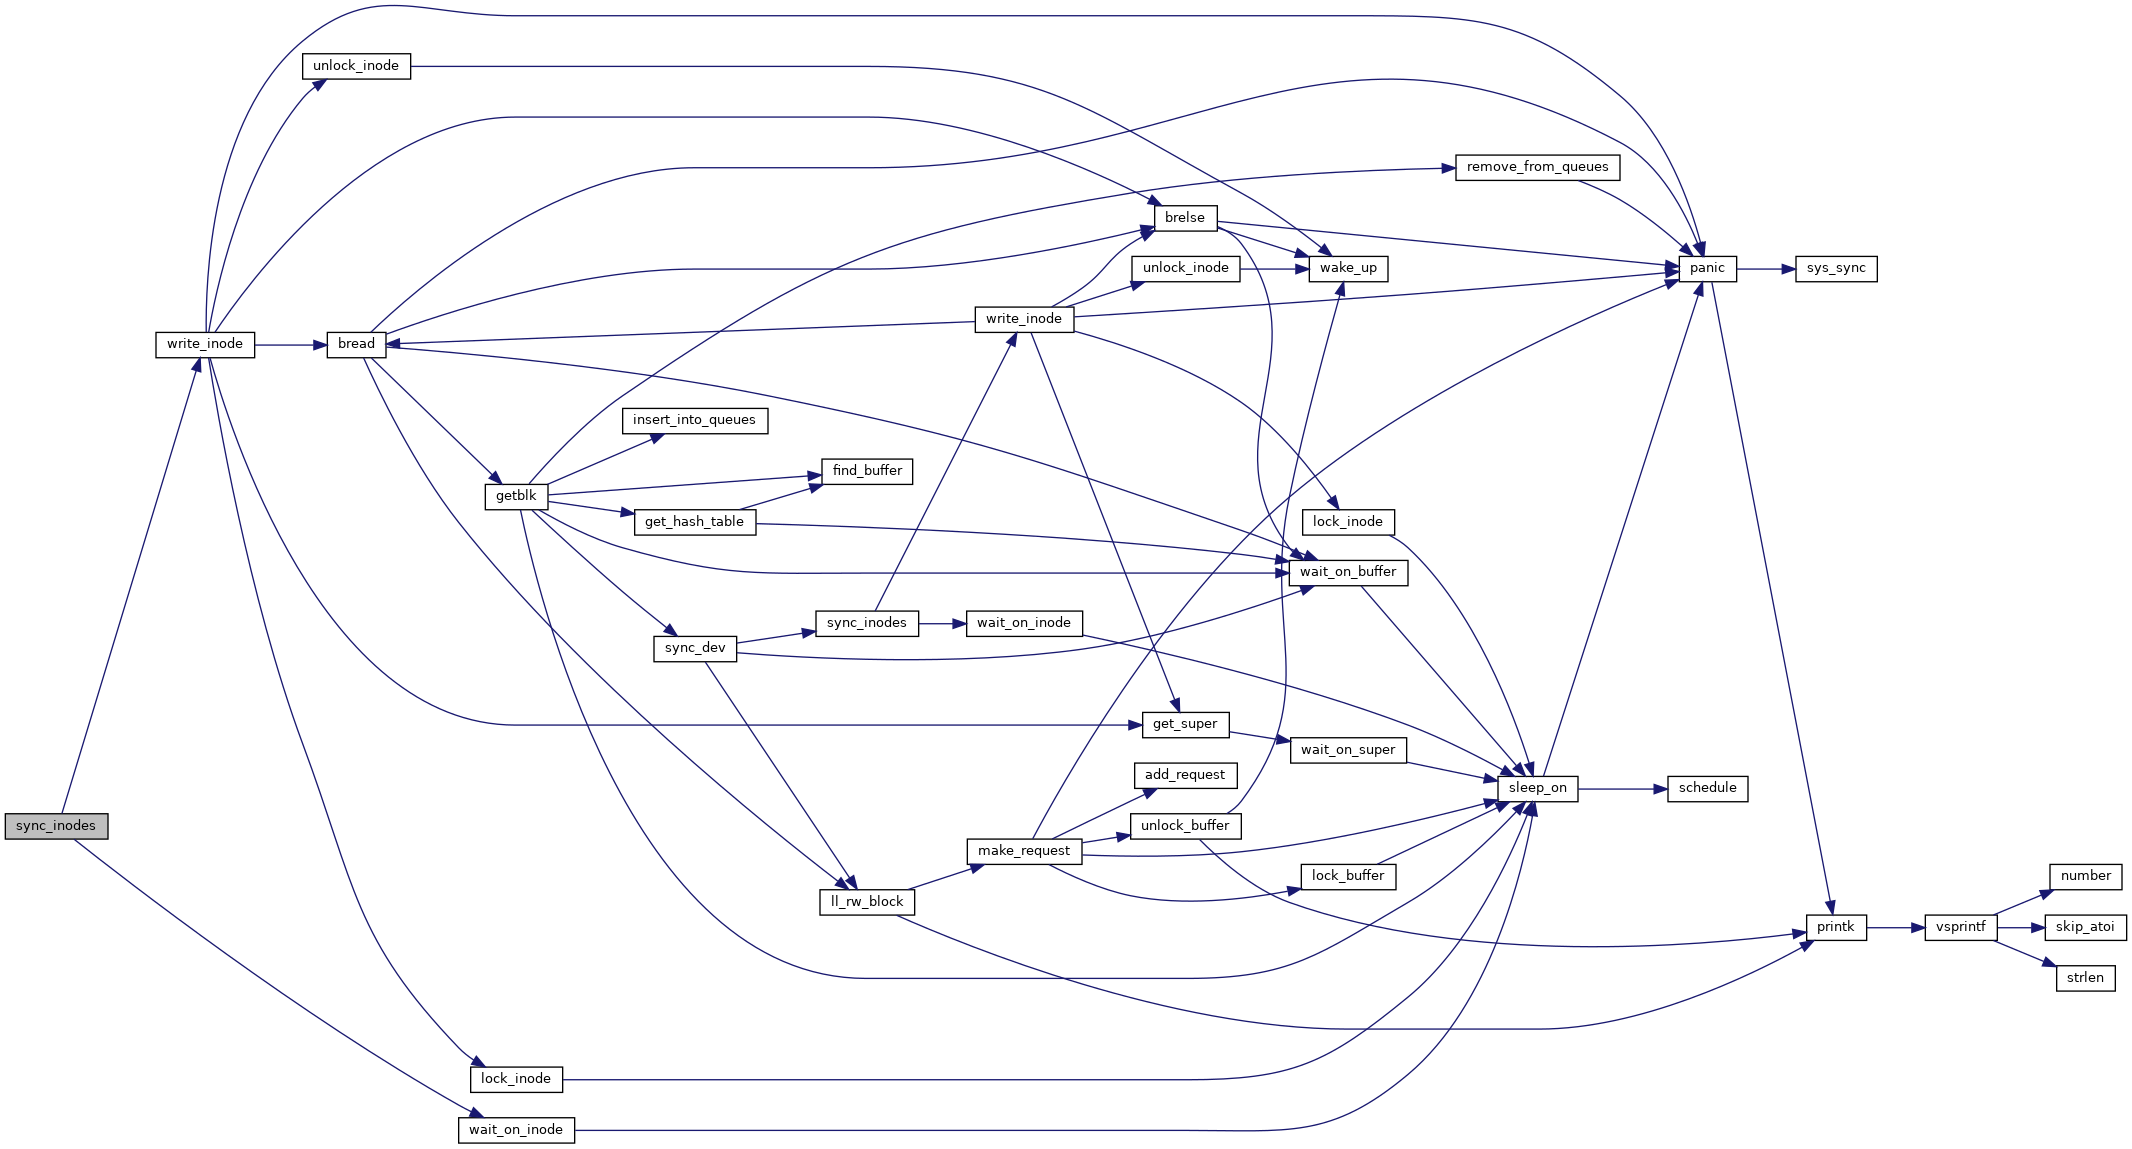 unlock_inode
remove_from_queues
brelse
unlock_inode
wake_up
panic
sys_sync
write_inode
write_inode
bread
insert_into_queues
find_buffer
getblk
get_hash_table
lock_inode
wait_on_buffer
sync_inodes
wait_on_inode
sync_dev
get_super
wait_on_super
add_request
sleep_on
schedule
sync_inodes
unlock_buffer
make_request
lock_buffer
number
ll_rw_block
printk
vsprintf
skip_atoi
strlen
lock_inode
wait_on_inode